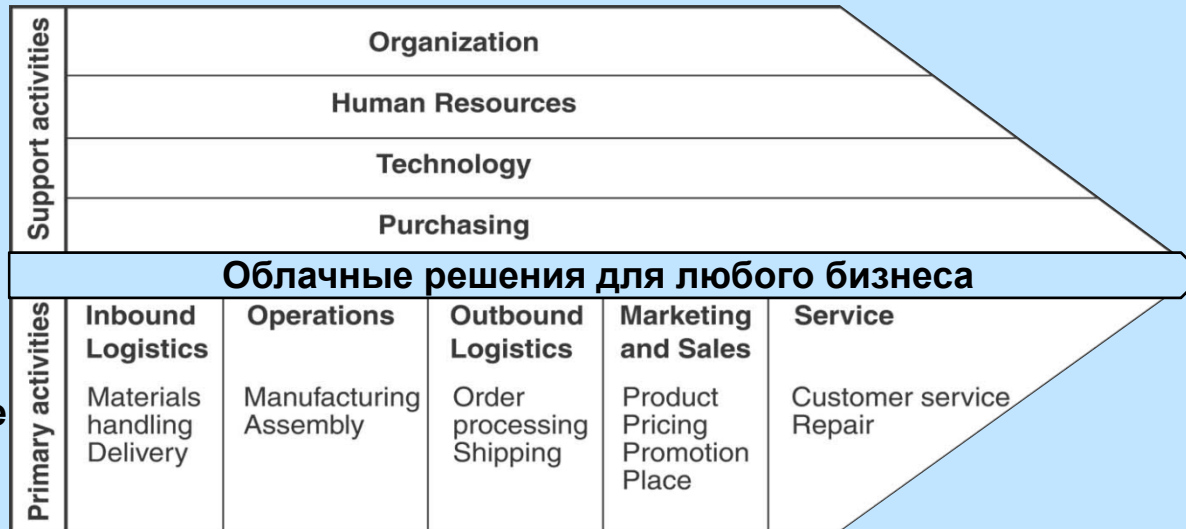 Support activities
Organization
Human Resources
Technology
Purchasing
Облачные решения для любого бизнеса
Primary activities
Inbound
Logistics
Materials
handling
Delivery
Operations
Manufacturing
Assembly
Outbound
Logistics
Order
processing
Shipping
Marketing
and Sales
Product
Pricing
Promotion
Place
Service
Customer service
Repair